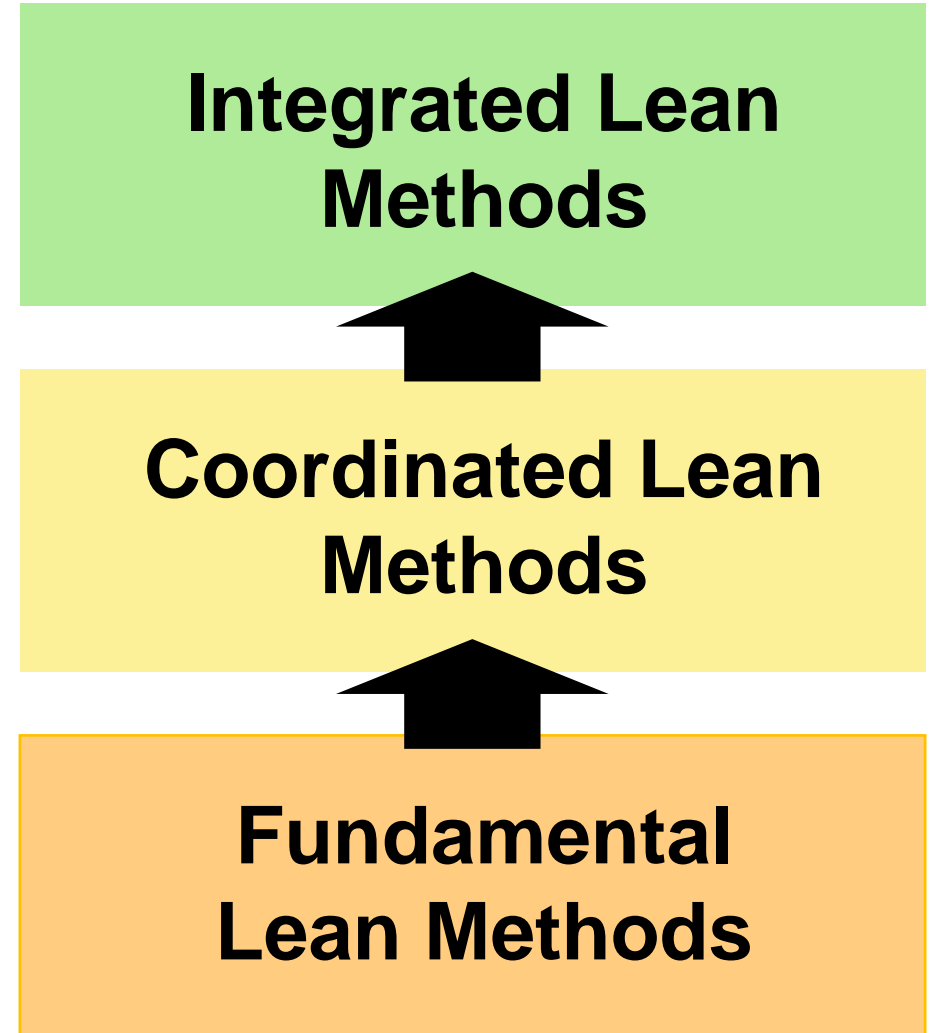 Integrated Lean
Methods
Coordinated Lean
Methods
Fundamental
Lean Methods